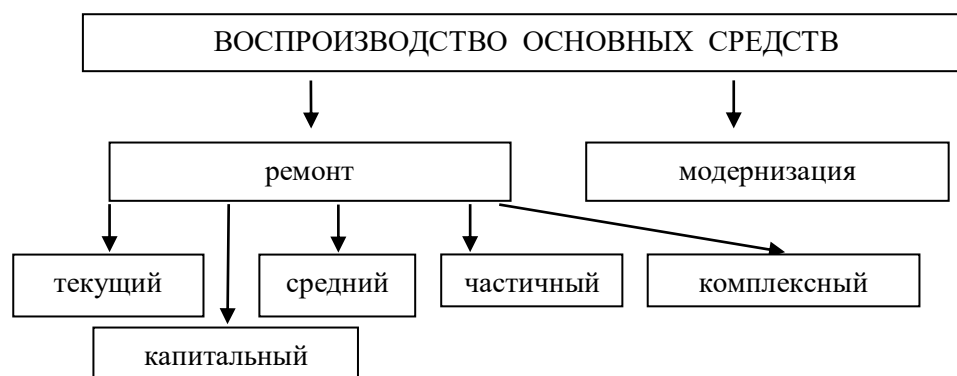 ВОСПРОИЗВОДСТВО ОСНОВНЫХ СРЕДСТВ
ремонт
модернизация
текущий
средний
частичный
комплексный
капитальный